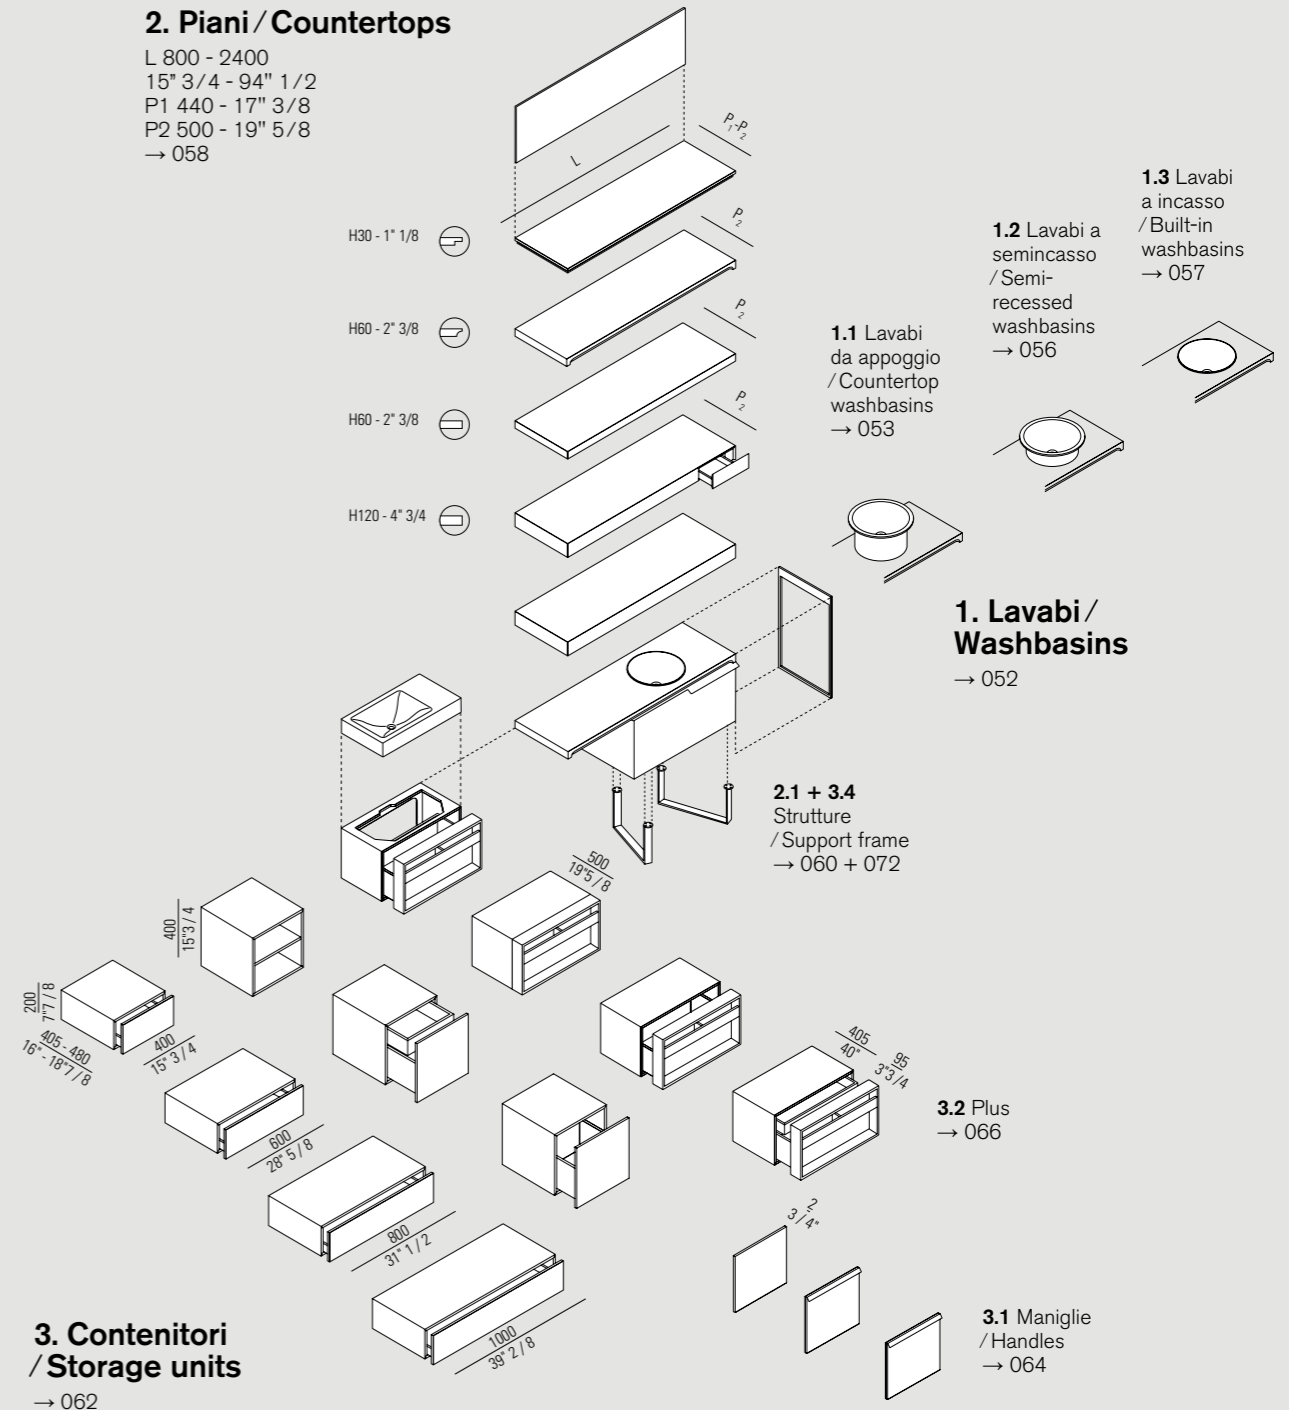 2. Piani / Countertops
L 800 - 2400
15" 3/4 - 94" 1/2
P1 440 - 17" 3/8
P2 500 - 19" 5/8
→ 058
L
P1-P2
H30 - 1" 1/8
P2
H60 - 2" 3/8
P2
H60 - 2" 3/8
P2
H120 - 4" 3/4
1.1 Lavabi
da appoggio
/ Countertop
washbasins
→ 053
1.2 Lavabi a
semincasso
/ Semi-
recessed
washbasins
→ 056
1.3 Lavabi
a incasso
/ Built-in
washbasins
→ 057
1. Lavabi /
Washbasins
→ 052
2.1 + 3.4
Strutture
/ Support frame
→ 060 + 072
500
19"5 / 8
400
15"3 / 4
200
7"7 / 8
405 - 480
16" - 18"7 / 8
400
15" 3 / 4
600
28" 5 / 8
800
31" 1 / 2
1000
39" 2 / 8
405
40"
95
3"3/4
3.2 Plus
→ 066
2
3 / 4"
3.1 Maniglie
/ Handles
→ 064
3. Contenitori
/ Storage units
→ 062